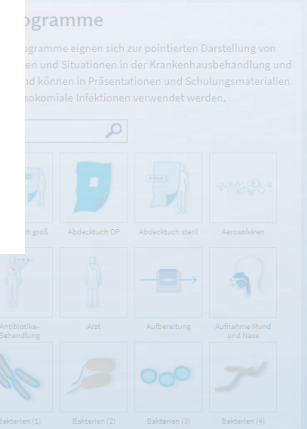 ogramme
ogramme eignen sich zur pointierten Darstellung von
en und Situationen in der Krankenhausbehandlung und
nd können in Präsentationen und Schulungsmaterialien
sokomiale Infektionen verwendet werden.
ch groß
Abdecktuch OP
Abdecktuch steril
Aerosolviren
Antibiotika-
Behandlung
Arzt
Aufbereitung
Aufnahme Mund
und Nase
Bakterien (1)
Bakterien (2)
Bakterien (3)
Bakterien (4)